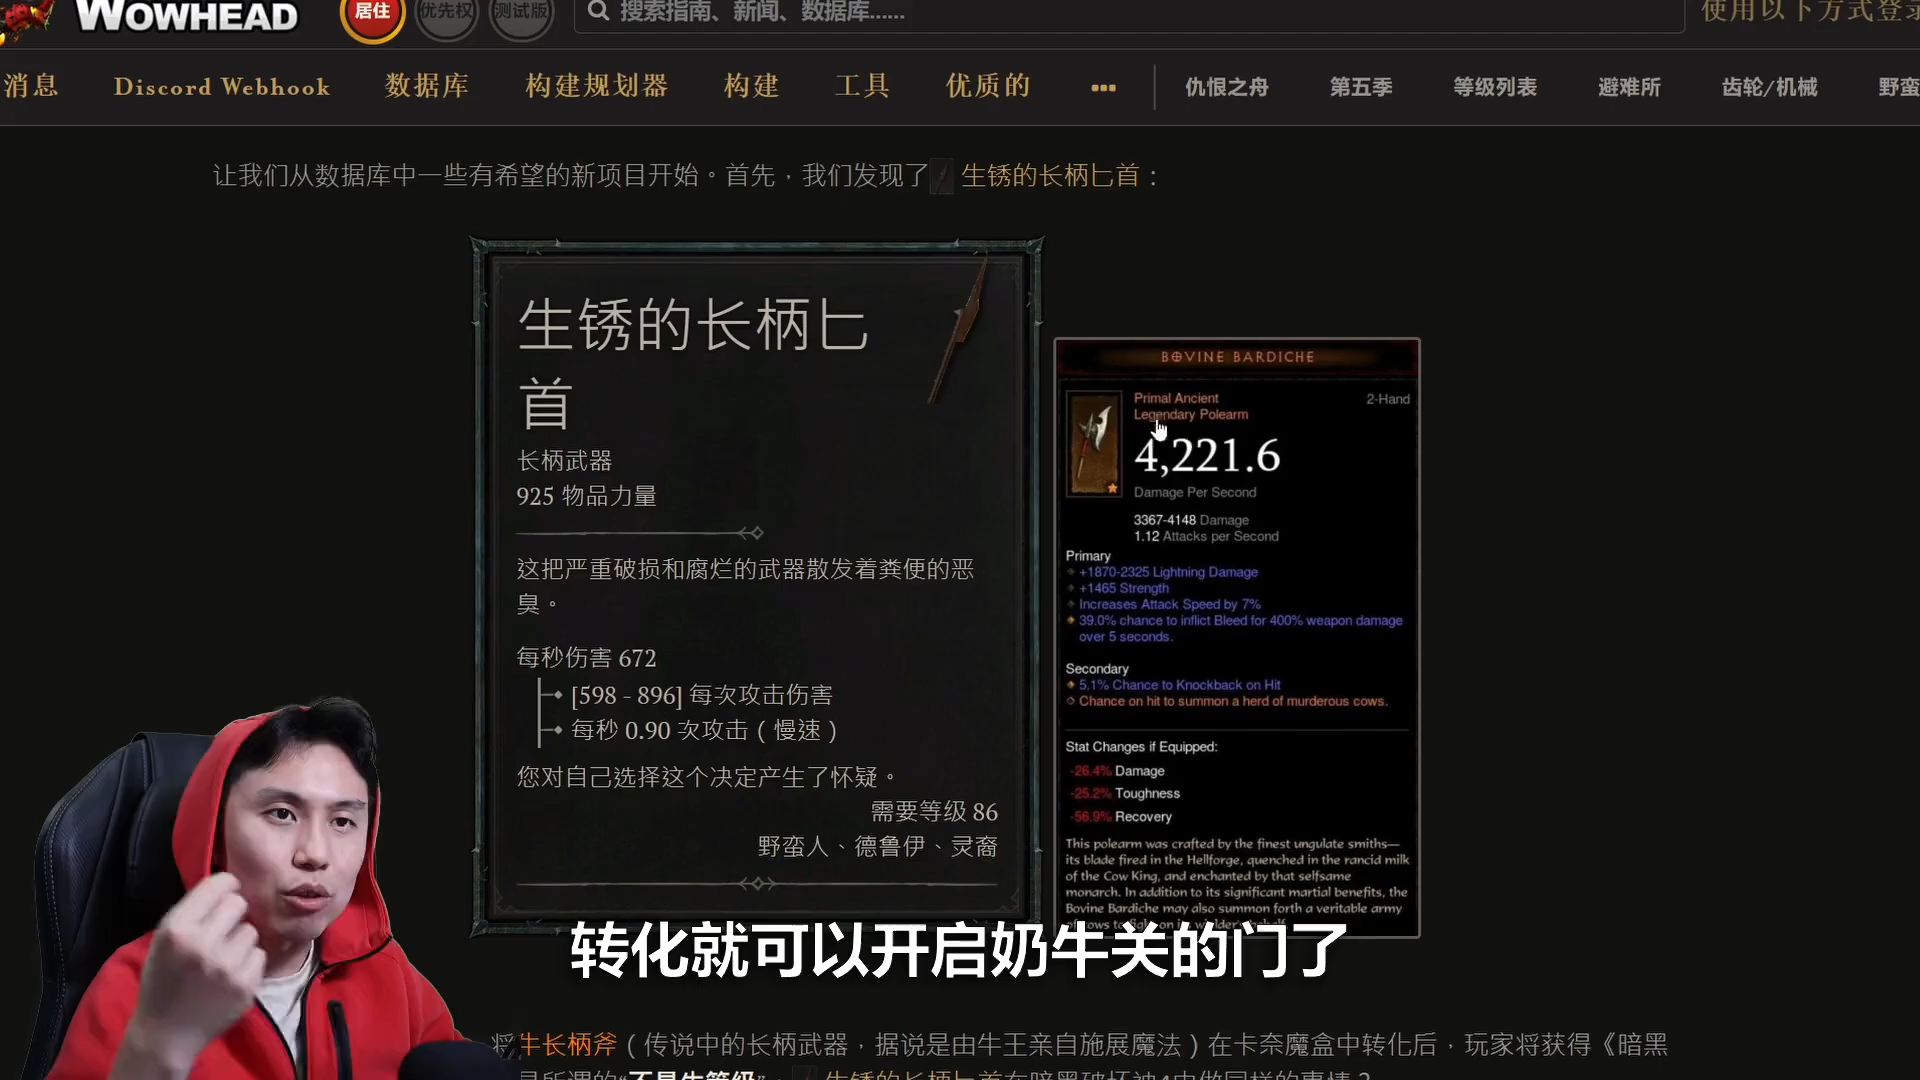 WOWHEAD
居住
优先权
测试版
搜索指南、新闻、数据库......
使用以下方式登录
消息
Discord Webhook
数据库
构建规划器
构建
工具
优质的
仇恨之舟
第五季
等级列表
避难所
齿轮/机械
野蛮
让我们从数据库中一些有希望的新项目开始。首先，我们发现了 生锈的长柄匕首：
生锈的长柄匕
首
长柄武器
925 物品力量
这把严重破损和腐烂的武器散发着粪便的恶
臭。
每秒伤害 672
[598 - 896] 每次攻击伤害
每秒 0.90 次攻击（慢速）
您对自己选择这个决定产生了怀疑。
需要等级 86
野蛮人、德鲁伊、灵裔
BOVINE BARDICHE
Primal Ancient
Legendary Polearm
2-Hand
4,221.6
Damage Per Second
3367-4148 Damage
1.12 Attacks per Second
Primary
+1870-2325 Lightning Damage
+1465 Strength
Increases Attack Speed by 7%
39.0% chance to inflict Bleed for 400% weapon damage
over 5 seconds.
Secondary
5.1% Chance to Knockback on Hit
Chance on hit to summon a herd of murderous cows.
Stat Changes if Equipped:
-26.4% Damage
-25.2% Toughness
-56.9% Recovery
This polearm was crafted by the finest ungulate smiths—
its blade fired in the Hellforge, quenched in the rancid milk
of the Cow King, and enchanted by that selfsame
monarch. In addition to its significant martial benefits, the
Bovine Bardiche may also summon forth a veritable army
转化就可以开启奶牛关的门了
将牛长柄斧（传说中的长柄武器，据说是由牛王亲自施展魔法）在卡奈魔盒中转化后，玩家将获得《暗黑